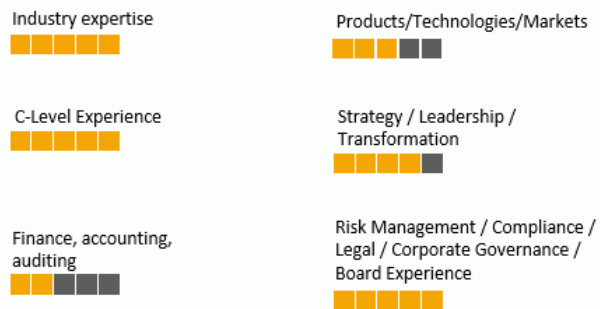 Industry expertise
Products/Technologies/Markets
C-Level Experience
Strategy / Leadership /
Transformation
Finance, accounting,
auditing
Risk Management / Compliance /
Legal / Corporate Governance /
Board Experience